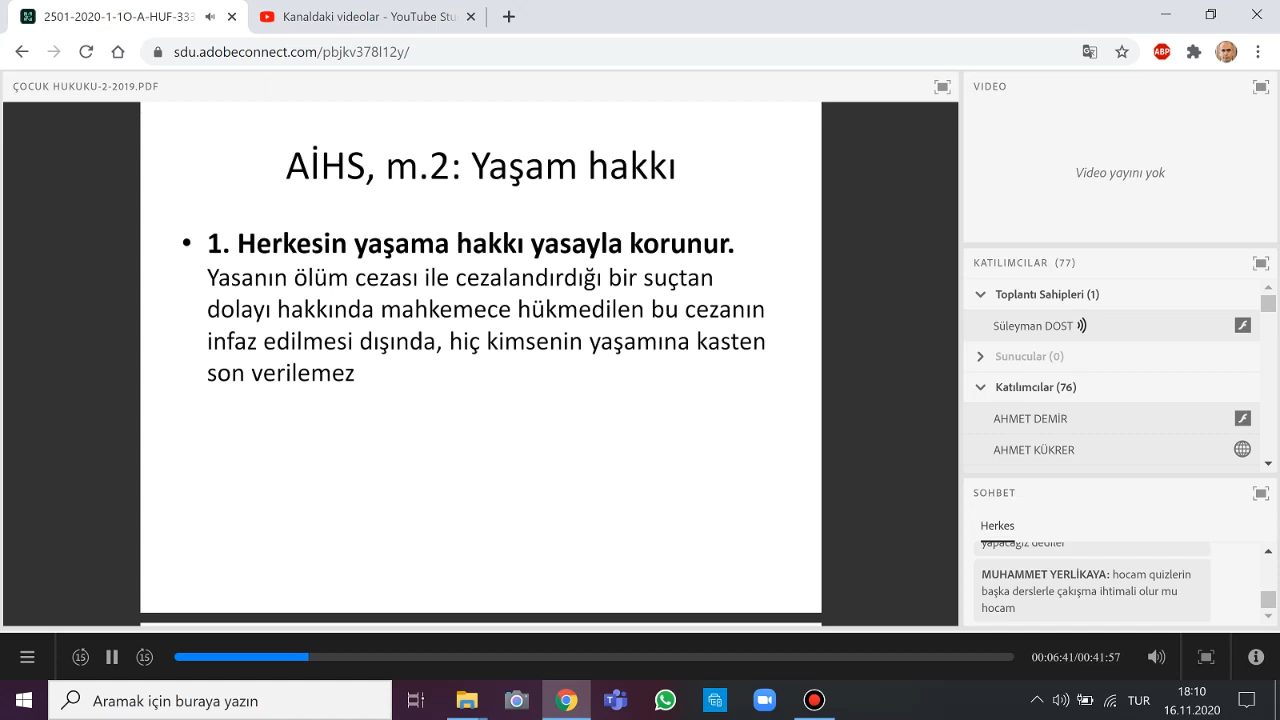 2501-2020-1-1O-A-HUF-333
Kanaldaki videolar - YouTube Stu
sdu.adobeconnect.com/pbjkv378l12y/
ABP
ÇOCUK HUKUKU-2-2019.PDF
AİHS, m.2: Yaşam hakkı
• 1. Herkesin yaşama hakkı yasayla korunur.
Yasanın ölüm cezası ile cezalandırdığı bir suçtan
dolayı hakkında mahkemece hükmedilen bu cezanın
infaz edilmesi dışında, hiç kimsenin yaşamına kasten
son verilemez
VIDEO
Video yayını yok
KATILIMCILAR (77)
Toplantı Sahipleri (1)
Süleyman DOST
Sunucular (0)
Katılımcılar (76)
AHMET DEMİR
AHMET KÜKRER
SOHBET
Herkes
yapacağız dediler
MUHAMMET YERLİKAYA: hocam quizlerin
başka derslerle çakışma ihtimali olur mu
hocam
15
15
00:06:41/00:41:57
Aramak için buraya yazın
TUR
18:10
16.11.2020